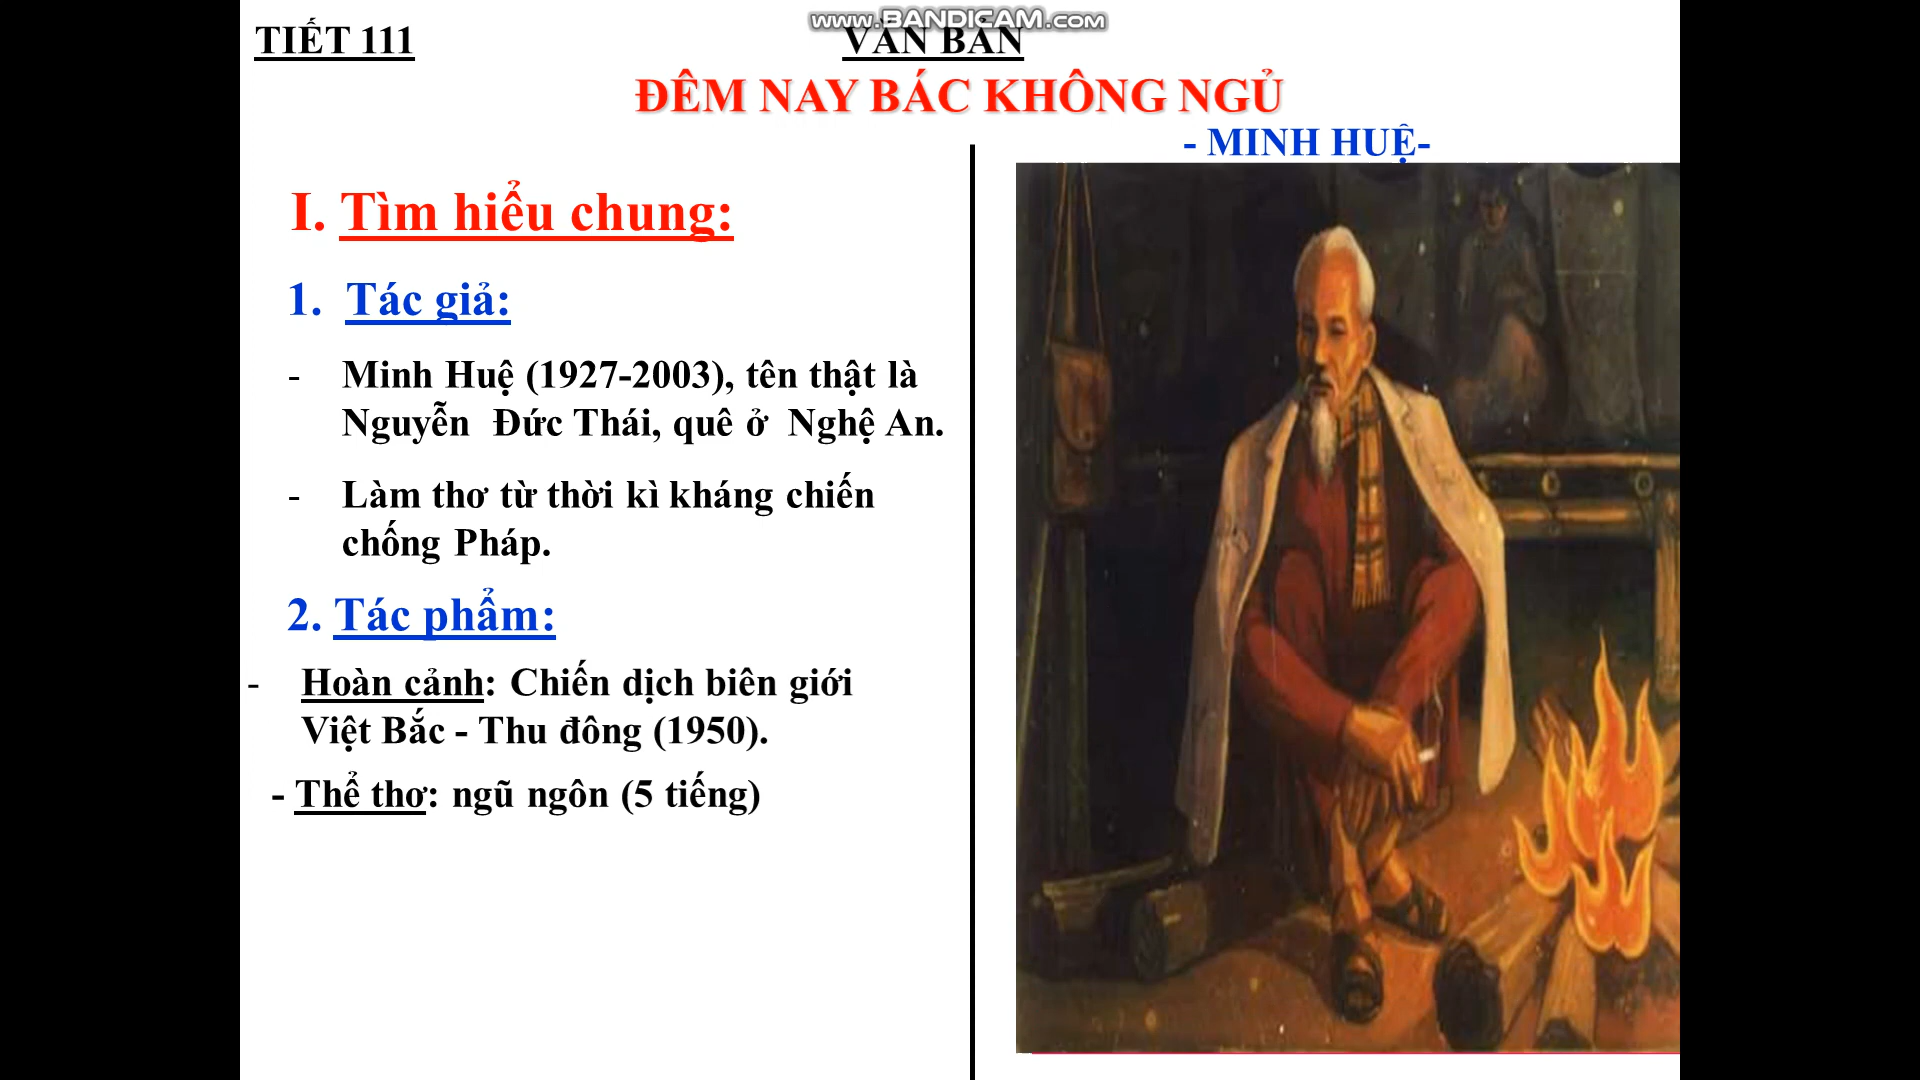 www.BANDICAM.com
TIẾT 111
VĂN BẢN
ĐÊM NAY BÁC KHÔNG NGỦ
- MINH HUỆ-
I. Tìm hiểu chung:
1. Tác giả:
- Minh Huệ (1927-2003), tên thật là
Nguyễn Đức Thái, quê ở Nghệ An.
- Làm thơ từ thời kì kháng chiến
chống Pháp.
2. Tác phẩm:
- Hoàn cảnh: Chiến dịch biên giới
Việt Bắc - Thu đông (1950).
- Thể thơ: ngũ ngôn (5 tiếng)